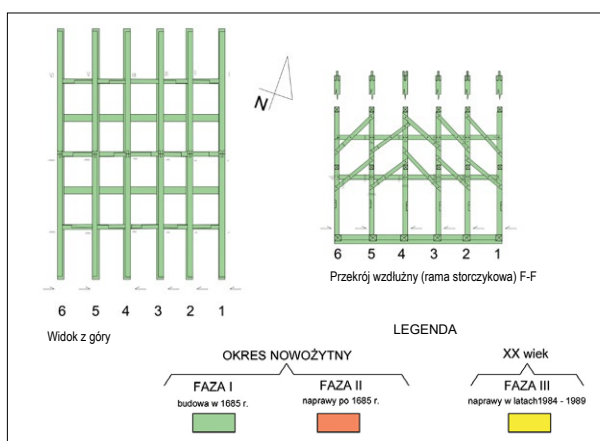 N
6 5 4 3 2 1
Widok z góry
6 5 4 3 2 1
Przekrój wzdłużny (rama storczykowa) F-F
LEGENDA
OKRES NOWOŻYTNY
XX wiek
FAZA I
budowa w 1685 r.
FAZA II
naprawy po 1685 r.
FAZA III
naprawy w latach1984 - 1989